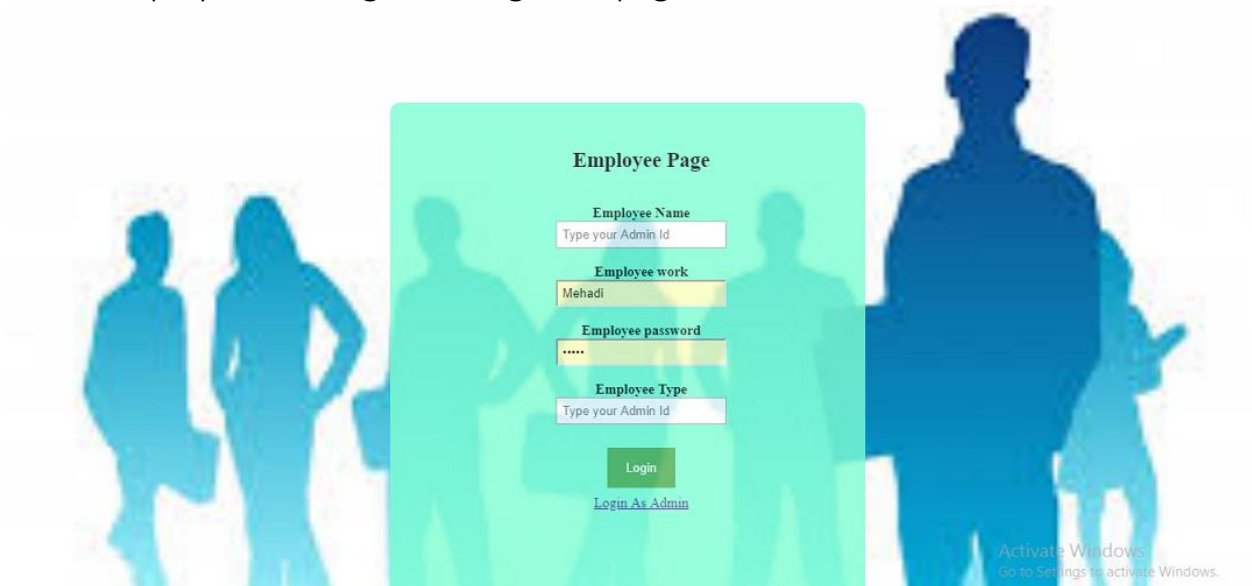 Employee Page
Employee Name
Type your Admin Id
Employee work
Mehadi
Employee password
•••••
Employee Type
Type your Admin Id
Login
Login As Admin
Activate Windows
Go to Settings to activate Windows.